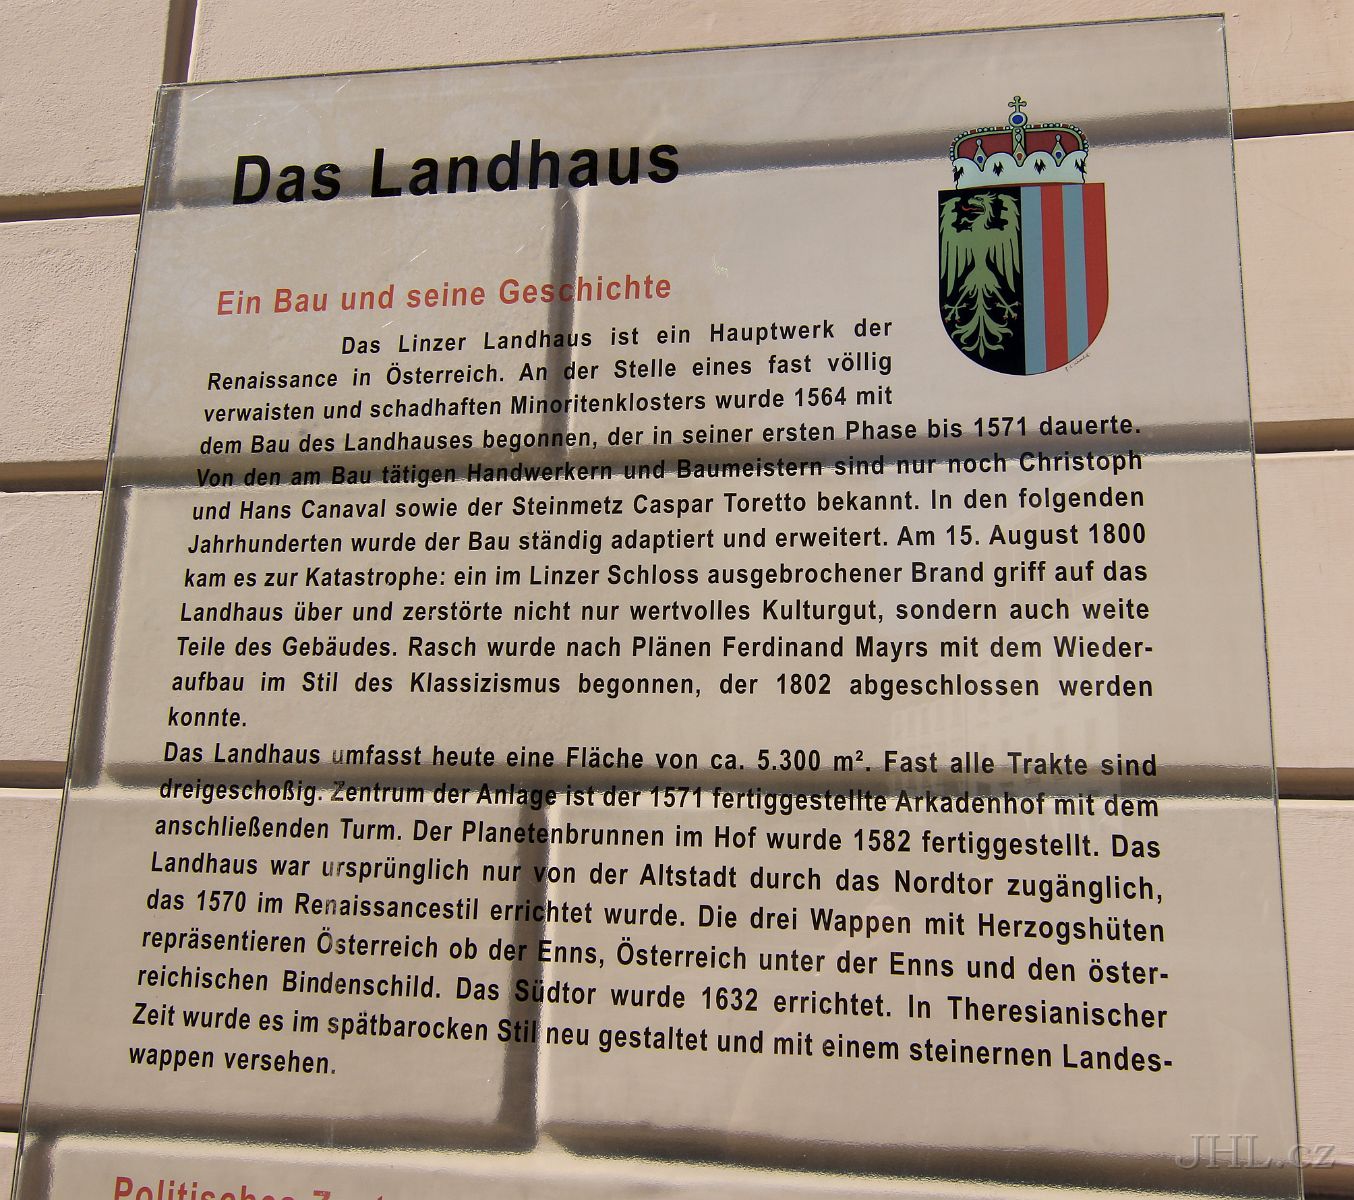 Das Landhaus
Ein Bau und seine Geschichte
Das Linzer Landhaus ist ein Hauptwerk der
Renaissance in Österreich. An der Stelle eines fast völlig
verwaisten und schadhaften Minoritenklosters wurde 1564 mit
dem Bau des Landhauses begonnen, der in seiner ersten Phase bis 1571 dauerte.
Von den am Bau tätigen Handwerkern und Baumeistern sind nur noch Christoph
und Hans Canaval sowie der Steinmetz Caspar Toretto bekannt. In den folgenden
Jahrhunderten wurde der Bau ständig adaptiert und erweitert. Am 15. August 1800
kam es zur Katastrophe: ein im Linzer Schloss ausgebrochener Brand griff auf das
Landhaus über und zerstörte nicht nur wertvolles Kulturgut, sondern auch weite
Teile des Gebäudes. Rasch wurde nach Plänen Ferdinand Mayrs mit dem Wieder-
aufbau im Stil des Klassizismus begonnen, der 1802 abgeschlossen werden
konnte.
Das Landhaus umfasst heute eine Fläche von ca. 5.300 m². Fast alle Trakte sind
dreigeschoßig. Zentrum der Anlage ist der 1571 fertiggestellte Arkadenhof mit dem
anschließenden Turm. Der Planetenbrunnen im Hof wurde 1582 fertiggestellt. Das
Landhaus war ursprünglich nur von der Altstadt durch das Nordtor zugänglich,
das 1570 im Renaissancestil errichtet wurde. Die drei Wappen mit Herzogshüten
repräsentieren Österreich ob der Enns, Österreich unter der Enns und den öster-
reichischen Bindenschild. Das Südtor wurde 1632 errichtet. In Theresianischer
Zeit wurde es im spätbarocken Stil neu gestaltet und mit einem steinernen Landes-
wappen versehen.
Politisches
JHL.cz